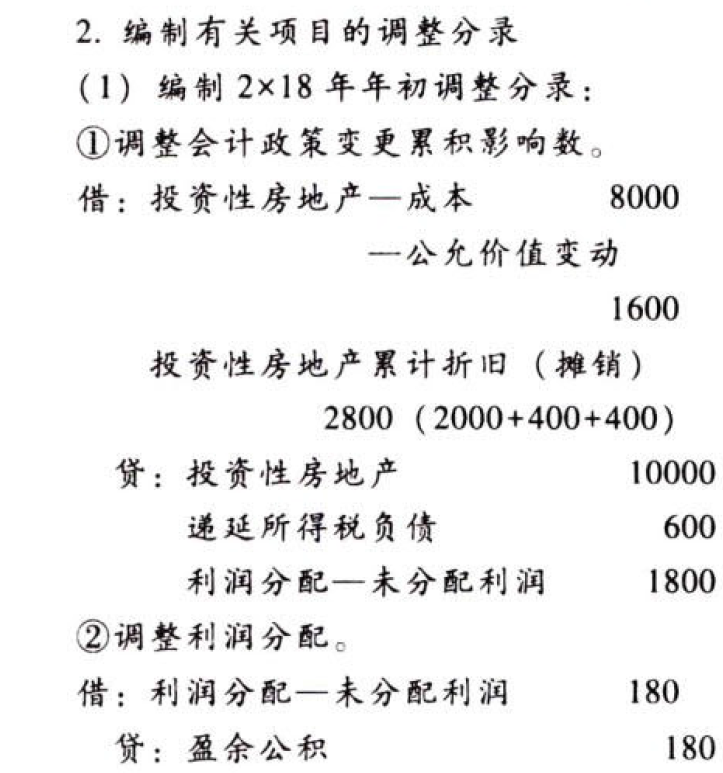 2. 编制有关项目的调整分录
(1) 编制 2×18 年年初调整分录：
①调整会计政策变更累积影响数。
借：投资性房地产—成本 8000
—公允价值变动
1600
投资性房地产累计折旧（摊销）
2800（2000+400+400）
贷：投资性房地产 10000
递延所得税负债 600
利润分配—未分配利润 1800
②调整利润分配。
借：利润分配—未分配利润 180
贷：盈余公积 180